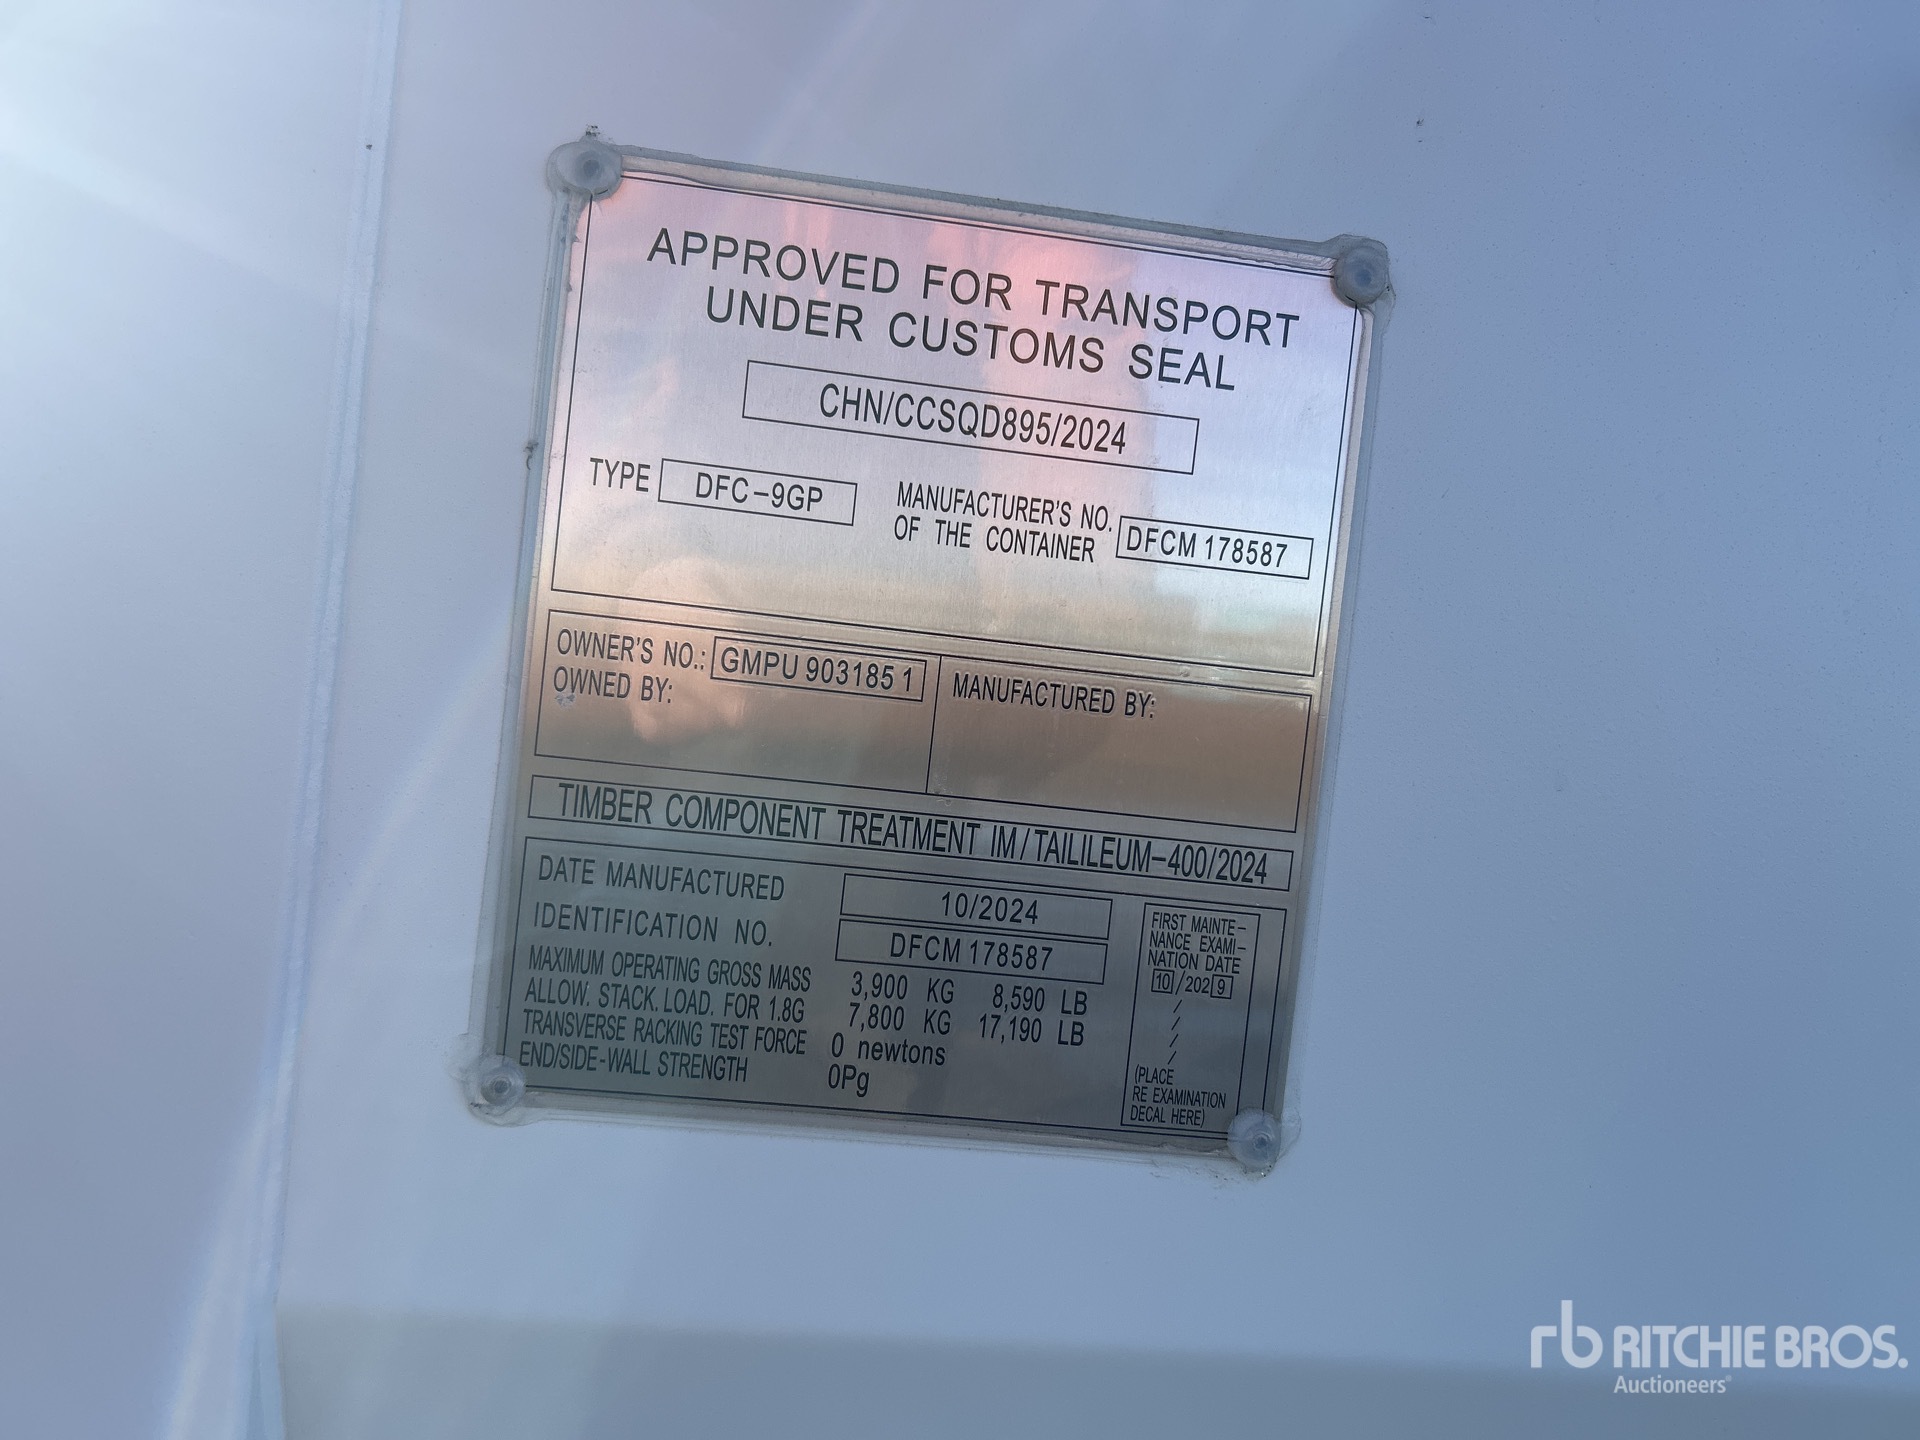 APPROVED FOR TRANSPORT
UNDER CUSTOMS SEAL
CHN/CCSQD895/2024
TYPE DFC-9GP
MANUFACTURER'S NO.
OF THE CONTAINER DFCM 178587
OWNER'S NO.: GMPU 903185 1
OWNED BY:
MANUFACTURED BY:
TIMBER COMPONENT TREATMENT IM/TAILILEUM-400/2024
DATE MANUFACTURED 10/2024
IDENTIFICATION NO. DFCM 178587
MAXIMUM OPERATING GROSS MASS 3,900 KG 8,590 LB
ALLOW. STACK. LOAD. FOR 1.8G 7,800 KG 17,190 LB
TRANSVERSE RACKING TEST FORCE 0 newtons
END/SIDE-WALL STRENGTH 0Pg
FIRST MAINTE-
NANCE EXAMI-
NATION DATE
10/2029
/
/
/
/
(PLACE
RE EXAMINATION
DECAL HERE)
rb RITCHIE BROS.
Auctioneers®